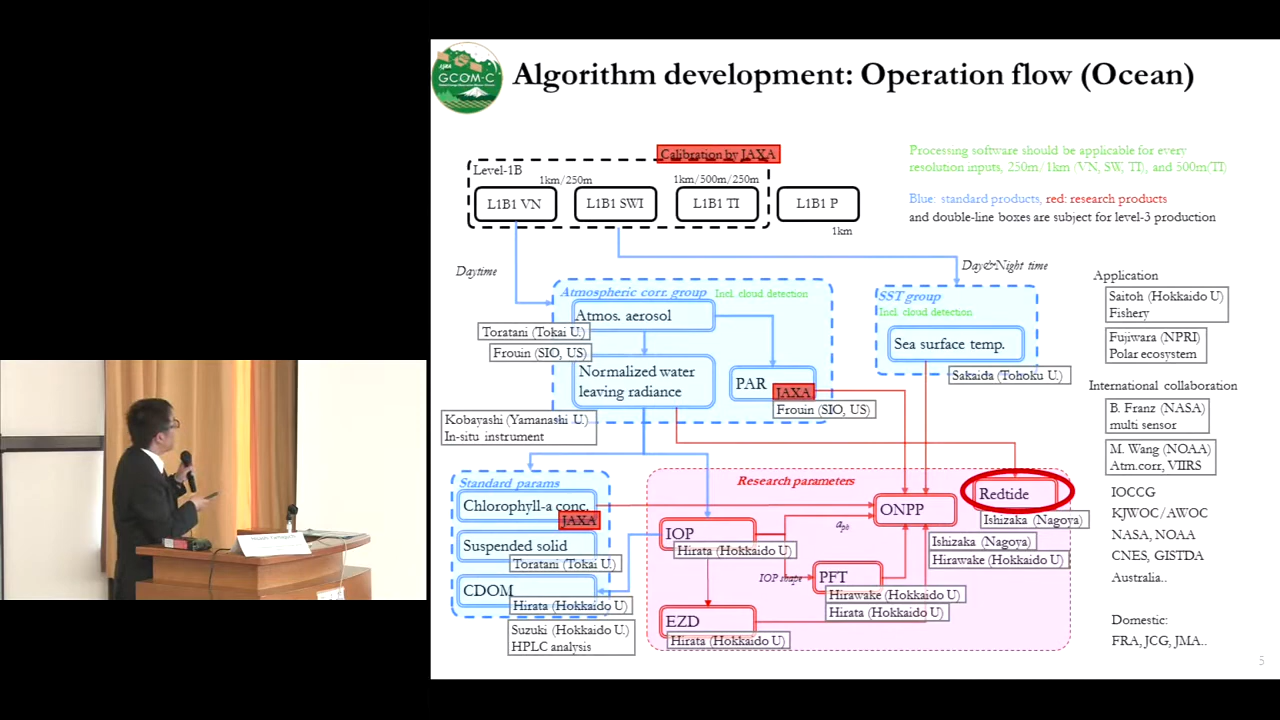 GCOM-C
Algorithm development: Operation flow (Ocean)
Calibration by JAXA
Level-1B
1km/250m
1km/500m/250m
L1B1 VN
L1B1 SWI
L1B1 TI
L1B1 P
1km
Processing software should be applicable for every
resolution inputs, 250m/1km (VN, SW, TI), and 500m(TI)
Blue: standard products, red: research products
and double-line boxes are subject for level-3 production
Daytime
Day&Night time
Atmospheric corr. group
Incl. cloud detection
Atmos. aerosol
Toratani (Tokai U.)
Frouin (SIO, US)
Normalized water
leaving radiance
PAR
JAXA
Frouin (SIO, US)
Kobayashi (Yamanashi U.)
In-situ instrument
SST group
Incl. cloud detection
Sea surface temp.
Sakaida (Tohoku U.)
Standard params
Chlorophyll-a conc.
JAXA
Suspended solid
Toratani (Tokai U.)
CDOM
Hirata (Hokkaido U)
Suzuki (Hokkaido U.)
HPLC analysis
Research parameters
IOP
Hirata (Hokkaido U)
aph
IOP shape
PFT
Hirawake (Hokkaido U)
Hirata (Hokkaido U)
EZD
Hirata (Hokkaido U)
ONPP
Ishizaka (Nagoya)
Hirawake (Hokkaido U)
Redtide
Ishizaka (Nagoya)
Application
Saitoh (Hokkaido U)
Fishery
Fujiwara (NPRI)
Polar ecosystem
International collaboration
B. Franz (NASA)
multi sensor
M. Wang (NOAA)
Atm.corr, VIIRS
IOCCG
KJWOC/AWOC
NASA, NOAA
CNES, GISTDA
Australia..
Domestic:
FRA, JCG, JMA..
5